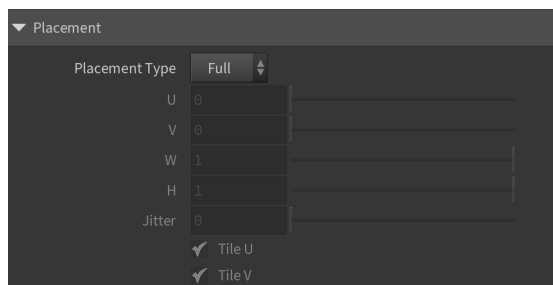 Placement
Placement Type Full
U 0
V 0
W 1
H 1
Jitter 0
Tile U
Tile V